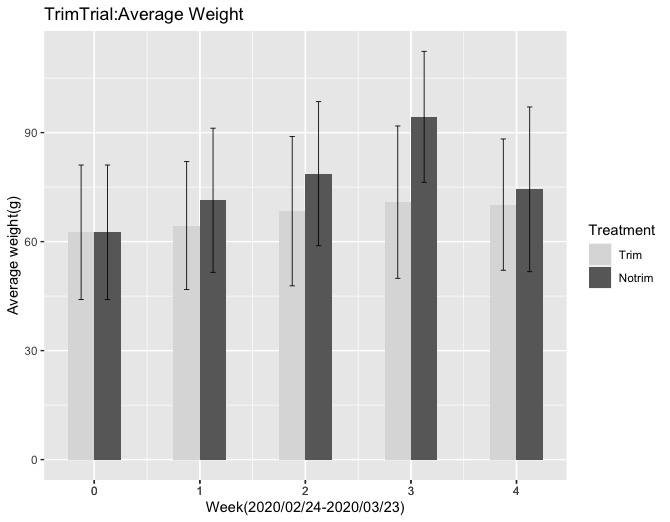 TrimTrial:Average Weight
Average weight(g)
90
60
30
0
0 1 2 3 4
Week(2020/02/24-2020/03/23)
Treatment
Trim
Notrim